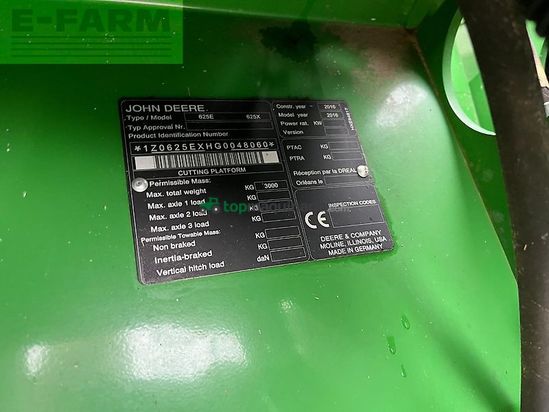 E-FARM
JOHN DEERE
Type / Model 625E 625X
Typ Approval Nr.
Product Identification Number
*1Z0625EXHG0048060*
CUTTING PLATFORM
Permissible Mass:
Max. total weight KG 3000
Max. axle 1 load KG
Max. axle 2 load KG
Max. axle 3 load KG
Permissible Towable Mass:
Non braked KG
Inertia-braked KG
Vertical hitch load daN
Constr. year 2016
Model year 2016
Power rat. KW
Version
PTAC KG
PTRA KG
Réception par la DREAL
Orléans le
INSPECTION CODES
CE
DEERE & COMPANY
MOLINE, ILLINOIS, USA
MADE IN GERMANY